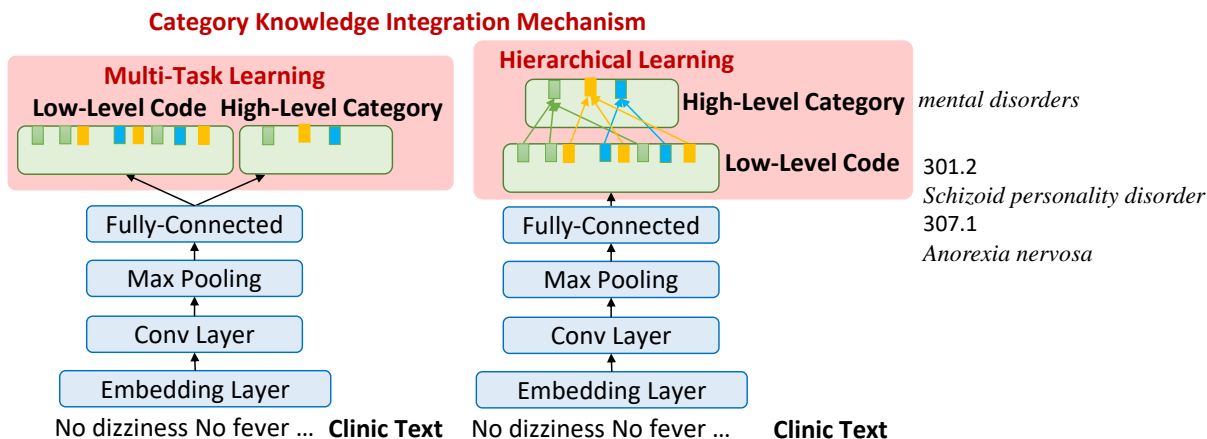 Category Knowledge Integration Mechanism
Multi-Task Learning
Low-Level Code High-Level Category
Fully-Connected
Max Pooling
Conv Layer
Embedding Layer
No dizziness No fever ... Clinic Text
Hierarchical Learning
High-Level Category
mental disorders
Low-Level Code
301.2
Schizoid personality disorder
307.1
Anorexia nervosa
Fully-Connected
Max Pooling
Conv Layer
Embedding Layer
No dizziness No fever ... Clinic Text